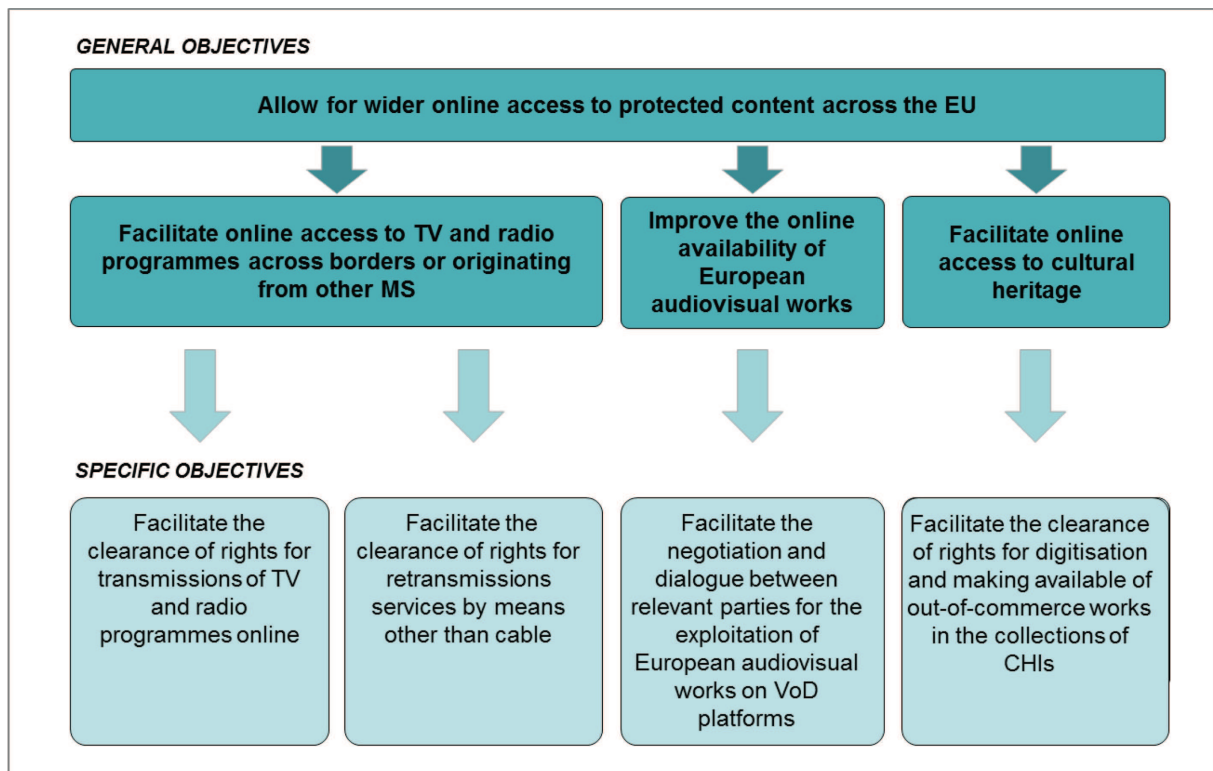 GENERAL OBJECTIVES
Allow for wider online access to protected content across the EU
Facilitate online access to TV and radio
programmes across borders or originating
from other MS
Improve the online
availability of
European
audiovisual works
Facilitate online
access to cultural
heritage
SPECIFIC OBJECTIVES
Facilitate the
clearance of rights for
transmissions of TV
and radio
programmes online
Facilitate the
clearance of rights for
retransmissions
services by means
other than cable
Facilitate the
negotiation and
dialogue between
relevant parties for the
exploitation of
European audiovisual
works on VoD
platforms
Facilitate the clearance
of rights for digitisation
and making available of
out-of-commerce works
in the collections of
CHIs